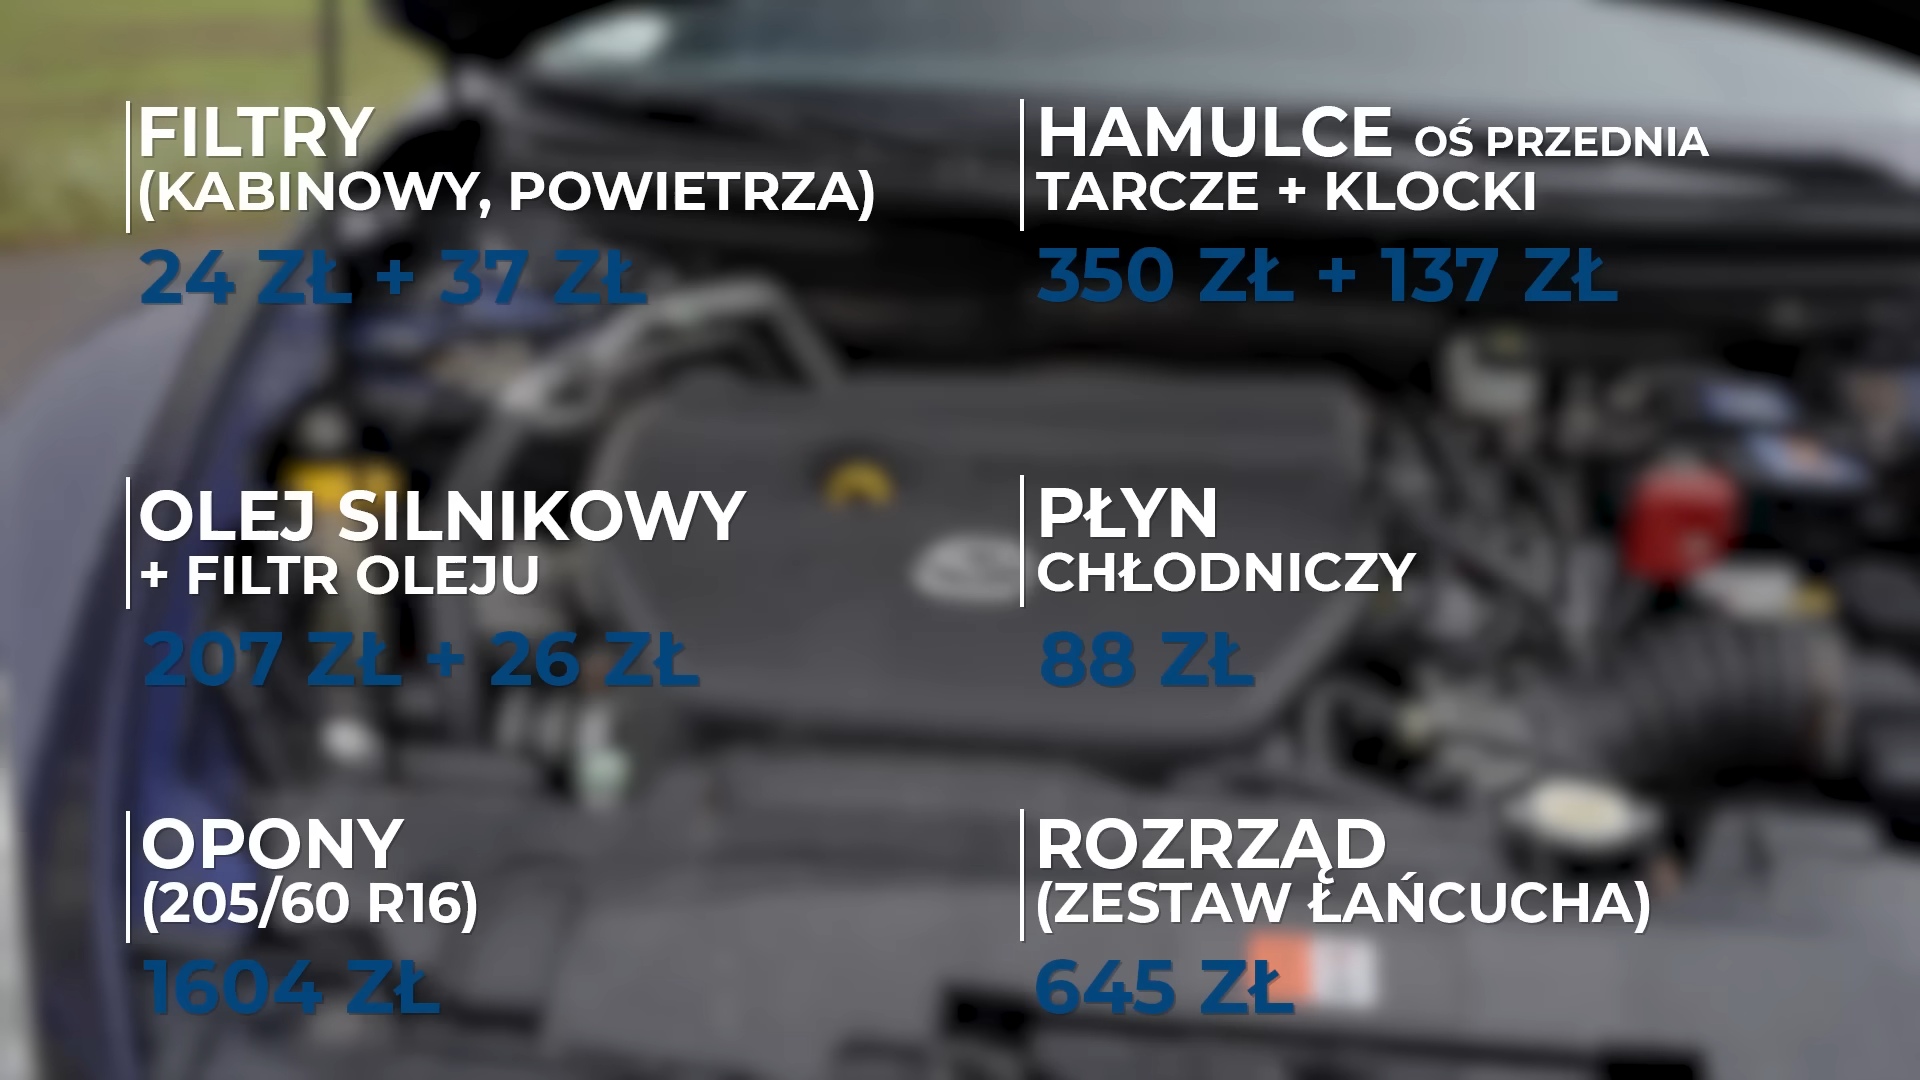 FILTRY
(KABINOWY, POWIETRZA)
24 ZŁ + 37 ZŁ
HAMULCE OŚ PRZEDNIA
TARCZE + KLOCKI
350 ZŁ + 137 ZŁ
OLEJ SILNIKOWY
+ FILTR OLEJU
207 ZŁ + 26 ZŁ
PŁYN
CHŁODNICZY
88 ZŁ
OPONY
(205/60 R16)
1604 ZŁ
ROZRZĄD
(ZESTAW ŁAŃCUCHA)
645 ZŁ